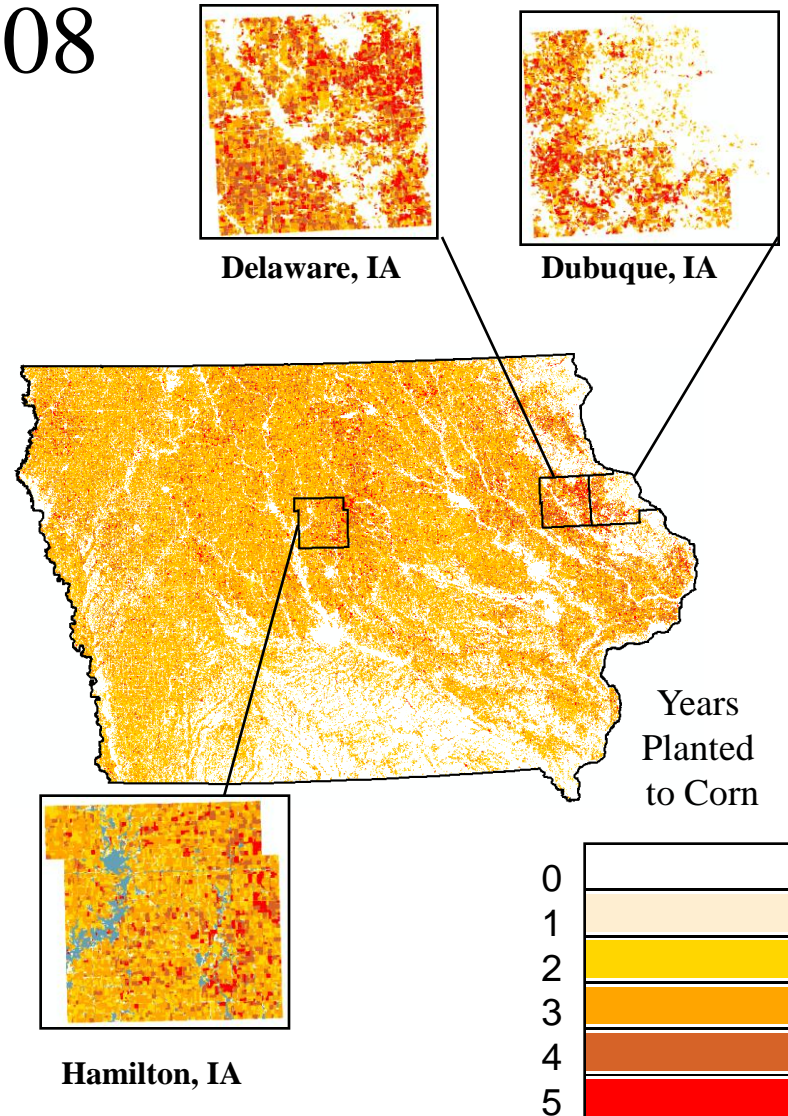 08
Delaware, IA
Dubuque, IA
Years
Planted
to Corn
0
1
2
3
4
5
Hamilton, IA